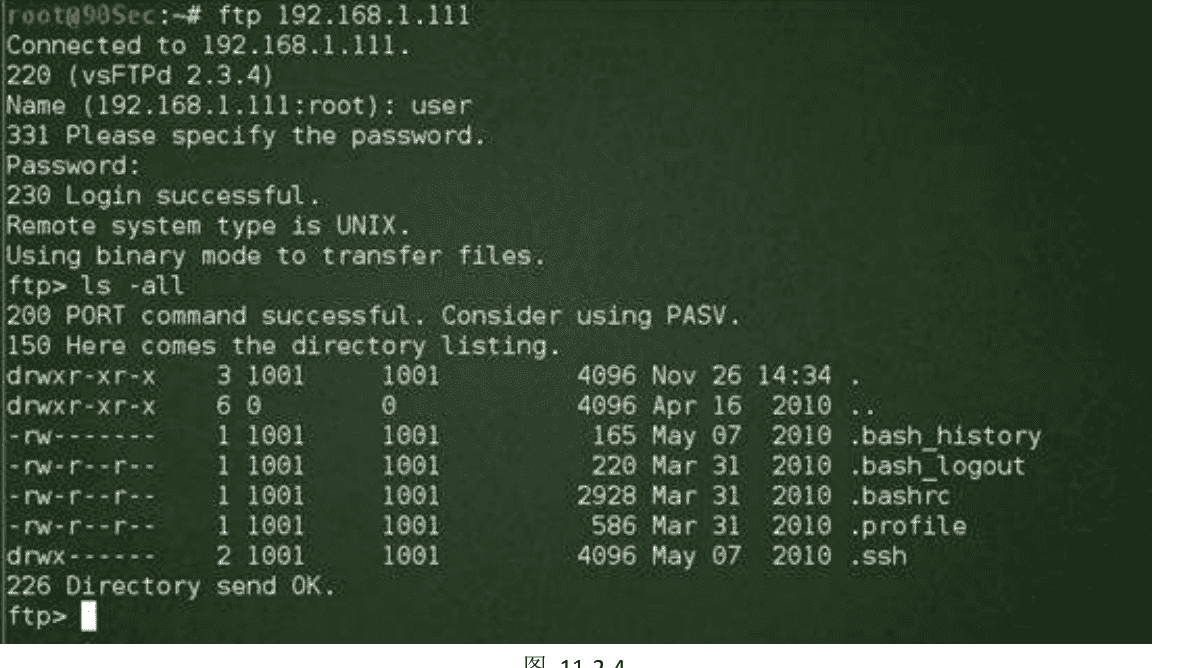 root@90Sec:~# ftp 192.168.1.111
Connected to 192.168.1.111.
220 (vsFTPd 2.3.4)
Name (192.168.1.111:root): user
331 Please specify the password.
Password:
230 Login successful.
Remote system type is UNIX.
Using binary mode to transfer files.
ftp> ls -all
200 PORT command successful. Consider using PASV.
150 Here comes the directory listing.
drwxr-xr-x    3 1001     1001         4096 Nov 26 14:34 .
drwxr-xr-x    6 0        0            4096 Apr 16  2010 ..
-rw-------    1 1001     1001          165 May 07  2010 .bash_history
-rw-r--r--    1 1001     1001          220 Mar 31  2010 .bash_logout
-rw-r--r--    1 1001     1001         2928 Mar 31  2010 .bashrc
-rw-r--r--    1 1001     1001          586 Mar 31  2010 .profile
drwx------    2 1001     1001         4096 May 07  2010 .ssh
226 Directory send OK.
ftp>
图 11-2-4